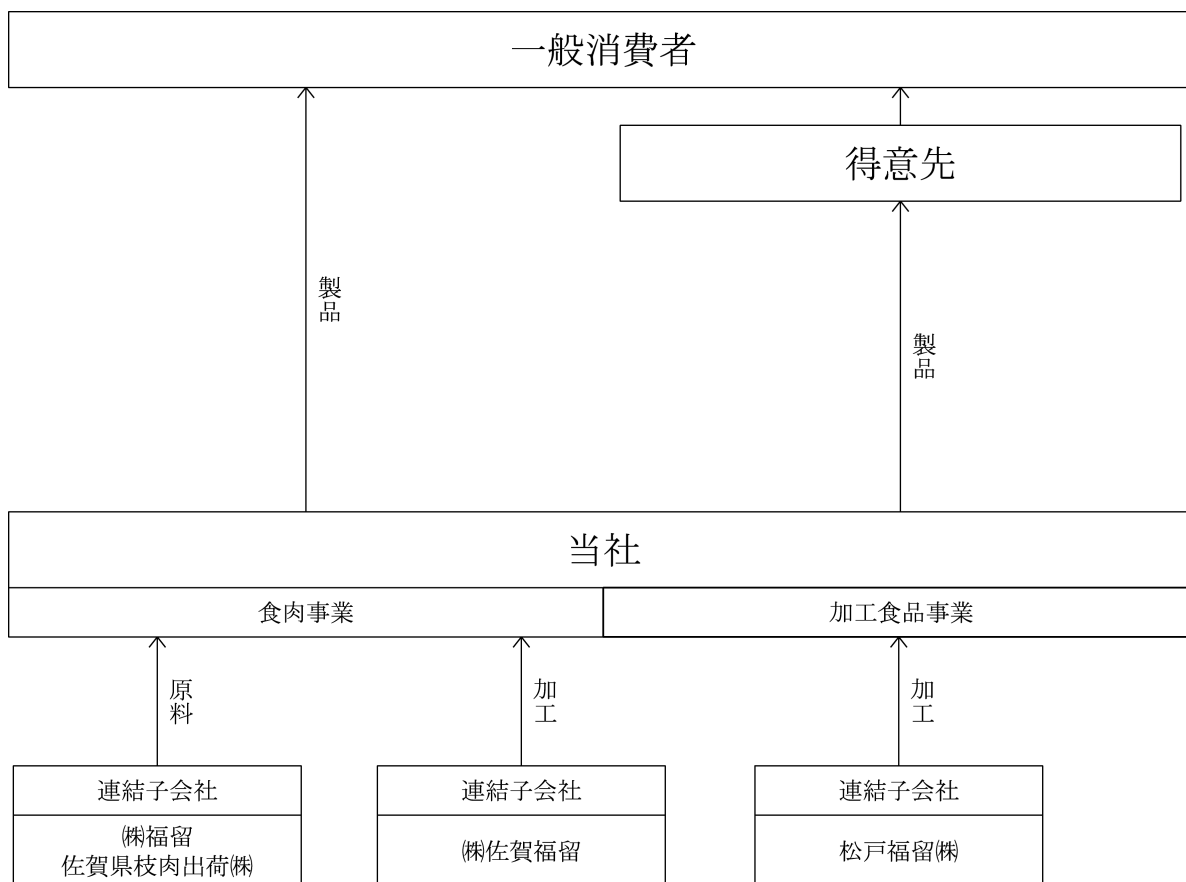 一般消費者
得意先
製品
製品
当社
食肉事業
加工食品事業
原料
加工
加工
連結子会社
㈱福留
佐賀県枝肉出荷㈱
連結子会社
㈱佐賀福留
連結子会社
松戸福留㈱